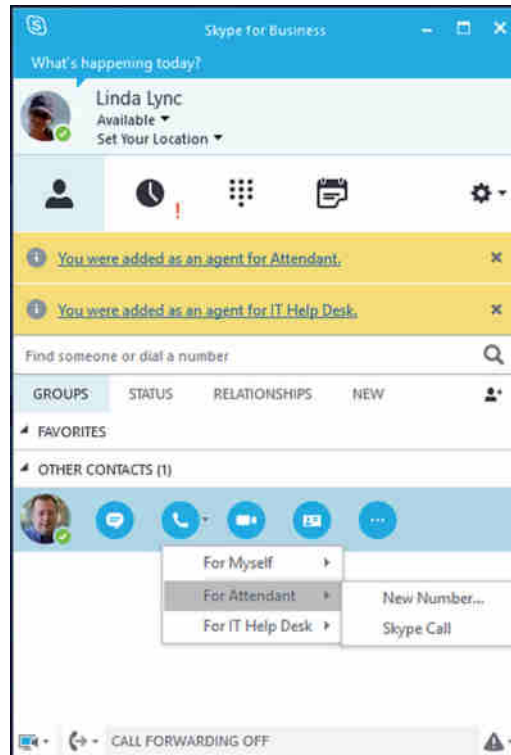 Skype for Business
What's happening today?
Linda Lync
Available
Set Your Location
!
You were added as an agent for Attendant.
You were added as an agent for IT Help Desk.
Find someone or dial a number
GROUPS STATUS RELATIONSHIPS NEW
FAVORITES
OTHER CONTACTS (1)
For Myself
For Attendant
New Number...
For IT Help Desk
Skype Call
CALL FORWARDING OFF